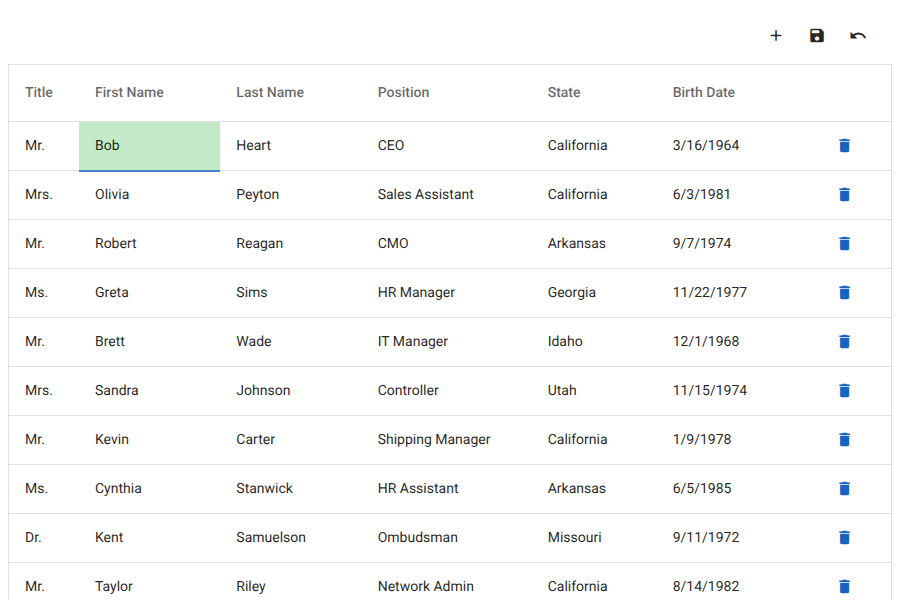 Title First Name Last Name Position State Birth Date
Mr. Bob Heart CEO California 3/16/1964
Mrs. Olivia Peyton Sales Assistant California 6/3/1981
Mr. Robert Reagan CMO Arkansas 9/7/1974
Ms. Greta Sims HR Manager Georgia 11/22/1977
Mr. Brett Wade IT Manager Idaho 12/1/1968
Mrs. Sandra Johnson Controller Utah 11/15/1974
Mr. Kevin Carter Shipping Manager California 1/9/1978
Ms. Cynthia Stanwick HR Assistant Arkansas 6/5/1985
Dr. Kent Samuelson Ombudsman Missouri 9/11/1972
Mr. Taylor Riley Network Admin California 8/14/1982